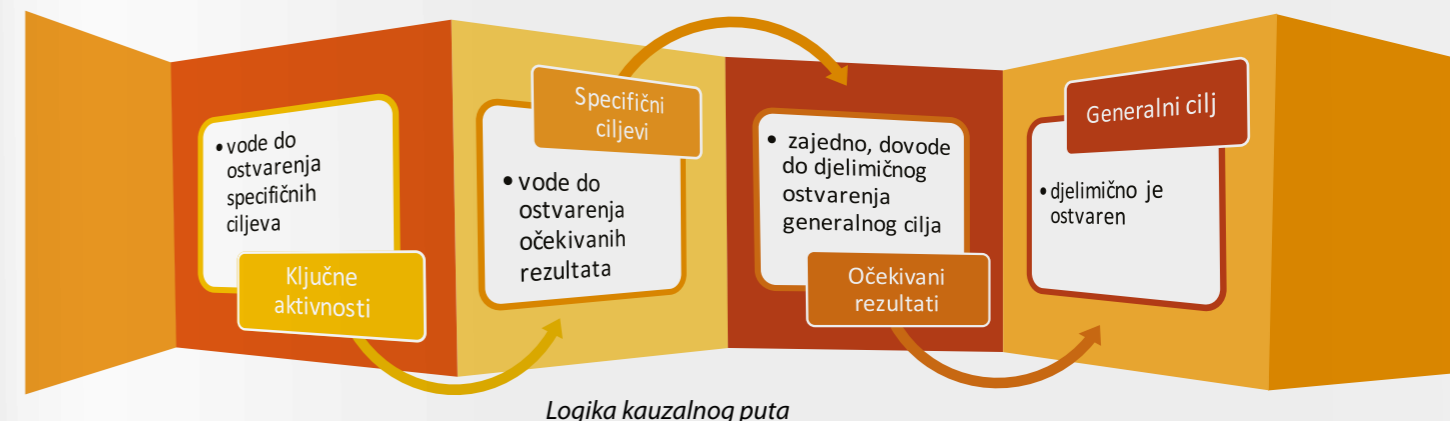 • vode do
ostvarenja
specifičnih
ciljeva
Ključne
aktivnosti
Specifični
ciljevi
• vode do
ostvarenja
očekivanih
rezultata
• zajedno, dovode
do djelimičnog
ostvarenja
generalnog cilja
Očekivani
rezultati
Generalni cilj
• djelimično je
ostvaren
Logika kauzalnog puta